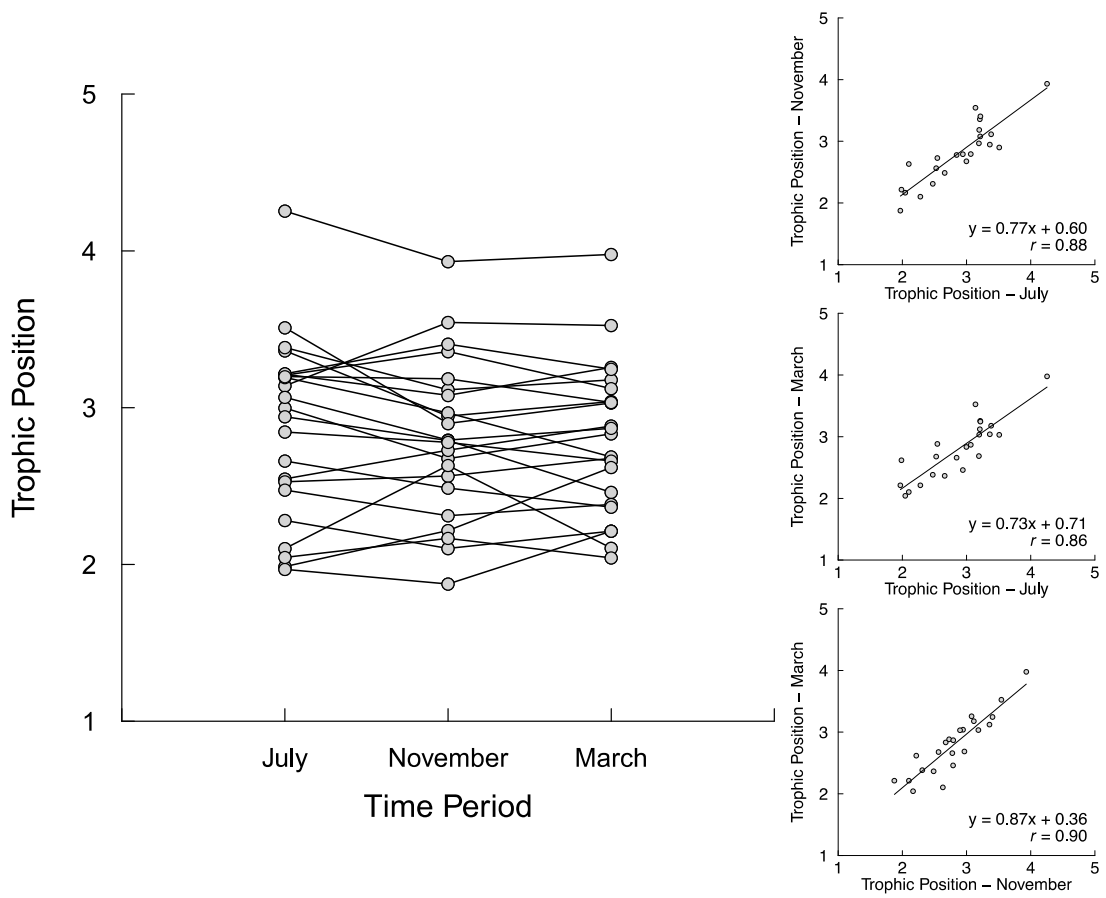 5
4
3
2
1
Trophic Position
July
November
March
Time Period
5
4
3
2
1
Trophic Position – November
y = 0.77x + 0.60
r = 0.88
1
2
3
4
5
Trophic Position – July
5
4
3
2
1
Trophic Position – March
y = 0.73x + 0.71
r = 0.86
1
2
3
4
5
Trophic Position – July
5
4
3
2
1
Trophic Position – March
y = 0.87x + 0.36
r = 0.90
1
2
3
4
5
Trophic Position – November